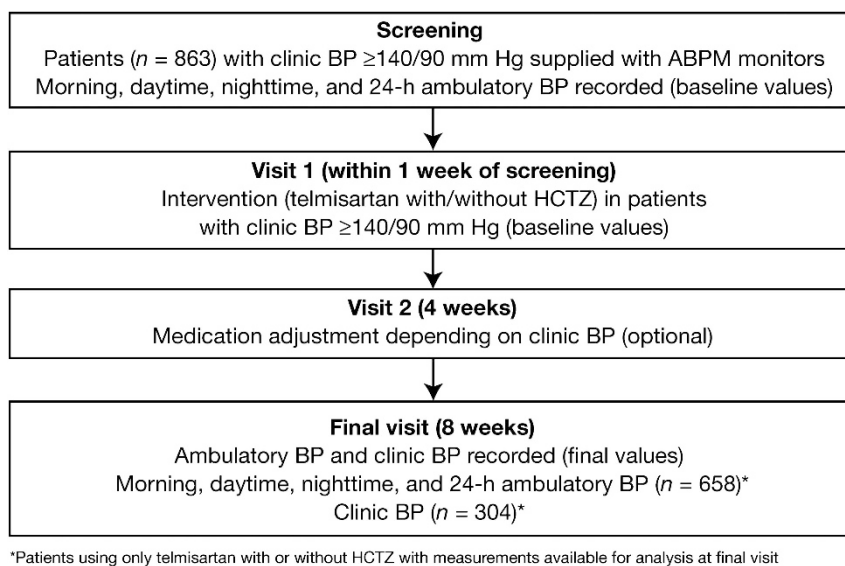 Screening
Patients (n = 863) with clinic BP ≥140/90 mm Hg supplied with ABPM monitors
Morning, daytime, nighttime, and 24-h ambulatory BP recorded (baseline values)
Visit 1 (within 1 week of screening)
Intervention (telmisartan with/without HCTZ) in patients
with clinic BP ≥140/90 mm Hg (baseline values)
Visit 2 (4 weeks)
Medication adjustment depending on clinic BP (optional)
Final visit (8 weeks)
Ambulatory BP and clinic BP recorded (final values)
Morning, daytime, nighttime, and 24-h ambulatory BP (n = 658)*
Clinic BP (n = 304)*
*Patients using only telmisartan with or without HCTZ with measurements available for analysis at final visit